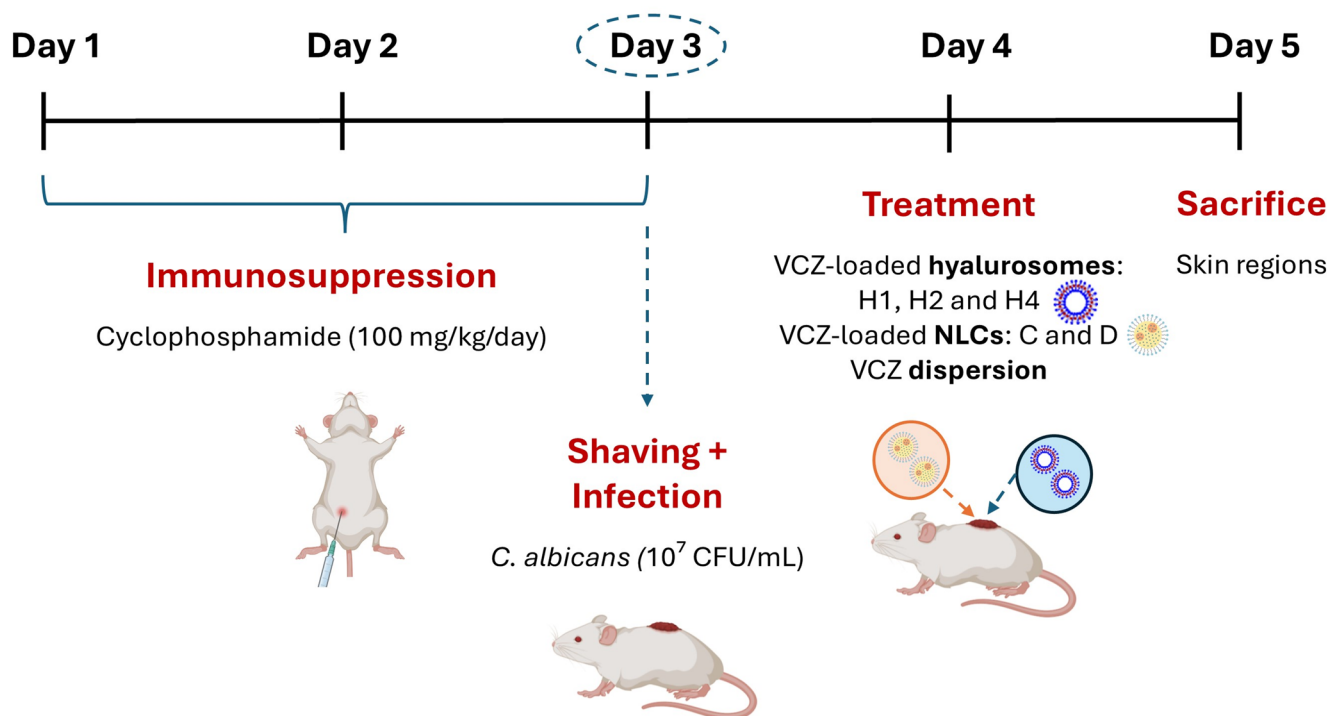 Day 1 Day 2 Day 3 Day 4 Day 5
Immunosuppression
Cyclophosphamide (100 mg/kg/day)
Shaving +
Infection
C. albicans (10⁷ CFU/mL)
Treatment
VCZ-loaded hyalurosomes:
H1, H2 and H4
VCZ-loaded NLCs: C and D
VCZ dispersion
Sacrifice
Skin regions